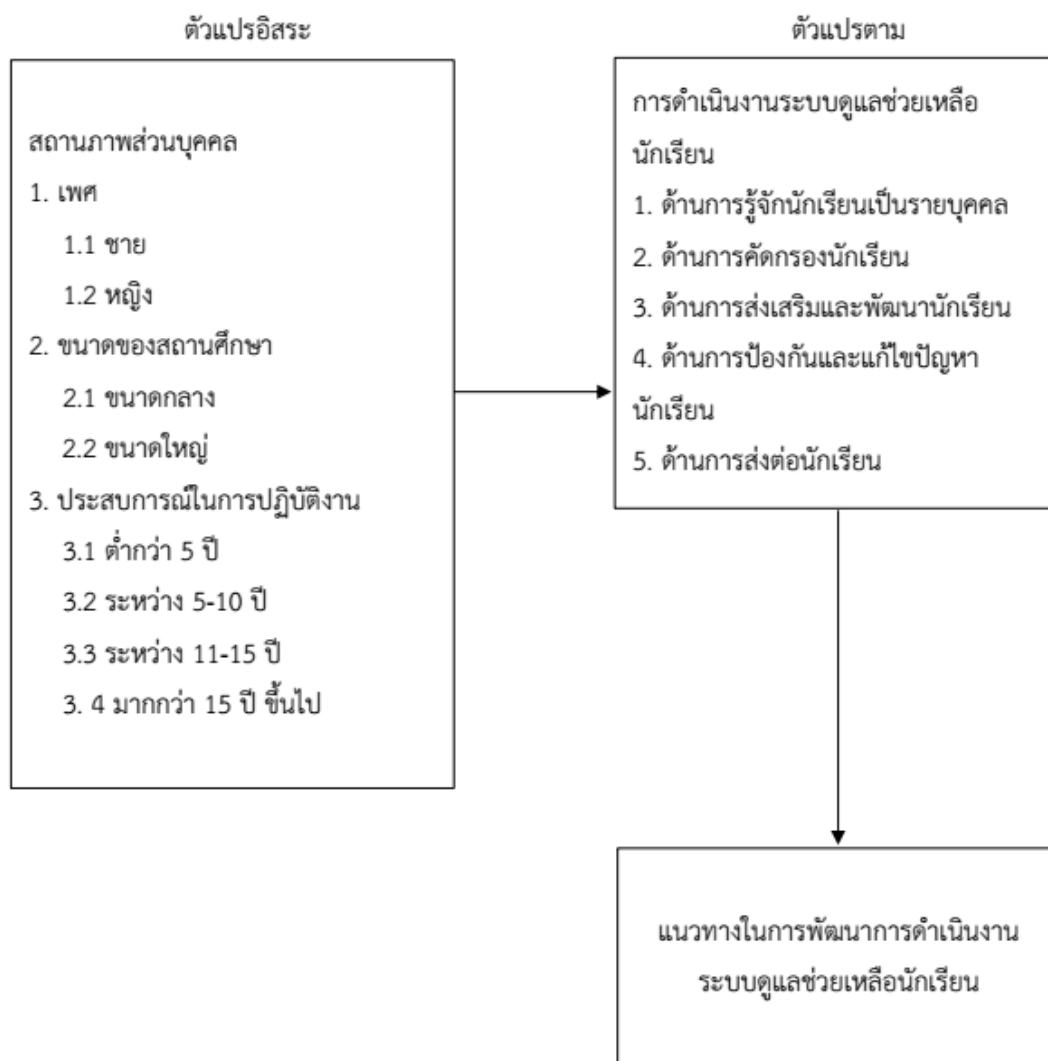 ตัวแปรอิสระ
สถานภาพส่วนบุคคล
1. เพศ
1.1 ชาย
1.2 หญิง
2. ขนาดของสถานศึกษา
2.1 ขนาดกลาง
2.2 ขนาดใหญ่
3. ประสบการณ์ในการปฏิบัติงาน
3.1 ต่ำกว่า 5 ปี
3.2 ระหว่าง 5-10 ปี
3.3 ระหว่าง 11-15 ปี
3. 4 มากกว่า 15 ปี ขึ้นไป
ตัวแปรตาม
การดำเนินงานระบบดูแลช่วยเหลือ
นักเรียน
1. ด้านการรู้จักนักเรียนเป็นรายบุคคล
2. ด้านการคัดกรองนักเรียน
3. ด้านการส่งเสริมและพัฒนานักเรียน
4. ด้านการป้องกันและแก้ไขปัญหา
นักเรียน
5. ด้านการส่งต่อนักเรียน
แนวทางในการพัฒนาการดำเนินงาน
ระบบดูแลช่วยเหลือนักเรียน